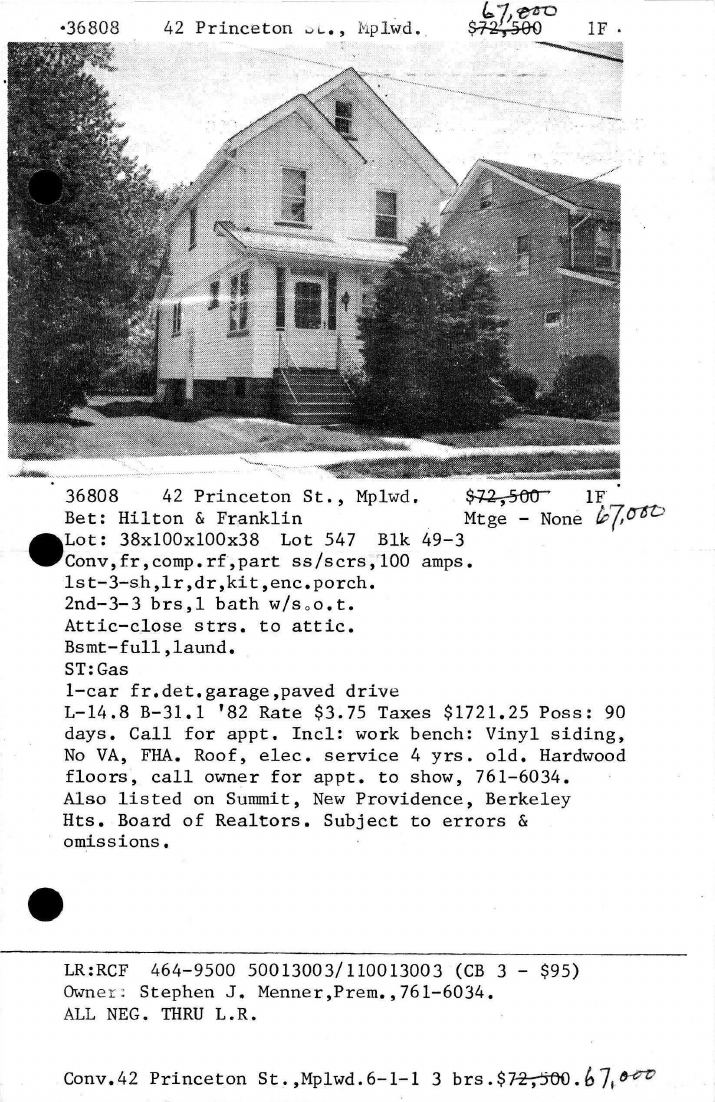 67,000
·36808 42 Princeton St., Mplwd. $72,500 1F ·
36808 42 Princeton St., Mplwd. $72,500 1F
Bet: Hilton & Franklin Mtge - None 67,000
Lot: 38x100x100x38 Lot 547 Blk 49-3
Conv,fr,comp.rf,part ss/scrs,100 amps.
1st-3-sh,lr,dr,kit,enc.porch.
2nd-3-3 brs,1 bath w/s.o.t.
Attic-close strs. to attic.
Bsmt-full,laund.
ST:Gas
1-car fr.det.garage,paved drive
L-14.8 B-31.1 '82 Rate $3.75 Taxes $1721.25 Poss: 90
days. Call for appt. Incl: work bench: Vinyl siding,
No VA, FHA. Roof, elec. service 4 yrs. old. Hardwood
floors, call owner for appt. to show, 761-6034.
Also listed on Summit, New Providence, Berkeley
Hts. Board of Realtors. Subject to errors &
omissions.
LR:RCF 464-9500 50013003/110013003 (CB 3 - $95)
Owner: Stephen J. Menner,Prem.,761-6034.
ALL NEG. THRU L.R.
Conv.42 Princeton St.,Mplwd.6-1-1 3 brs.$72,500.67,000